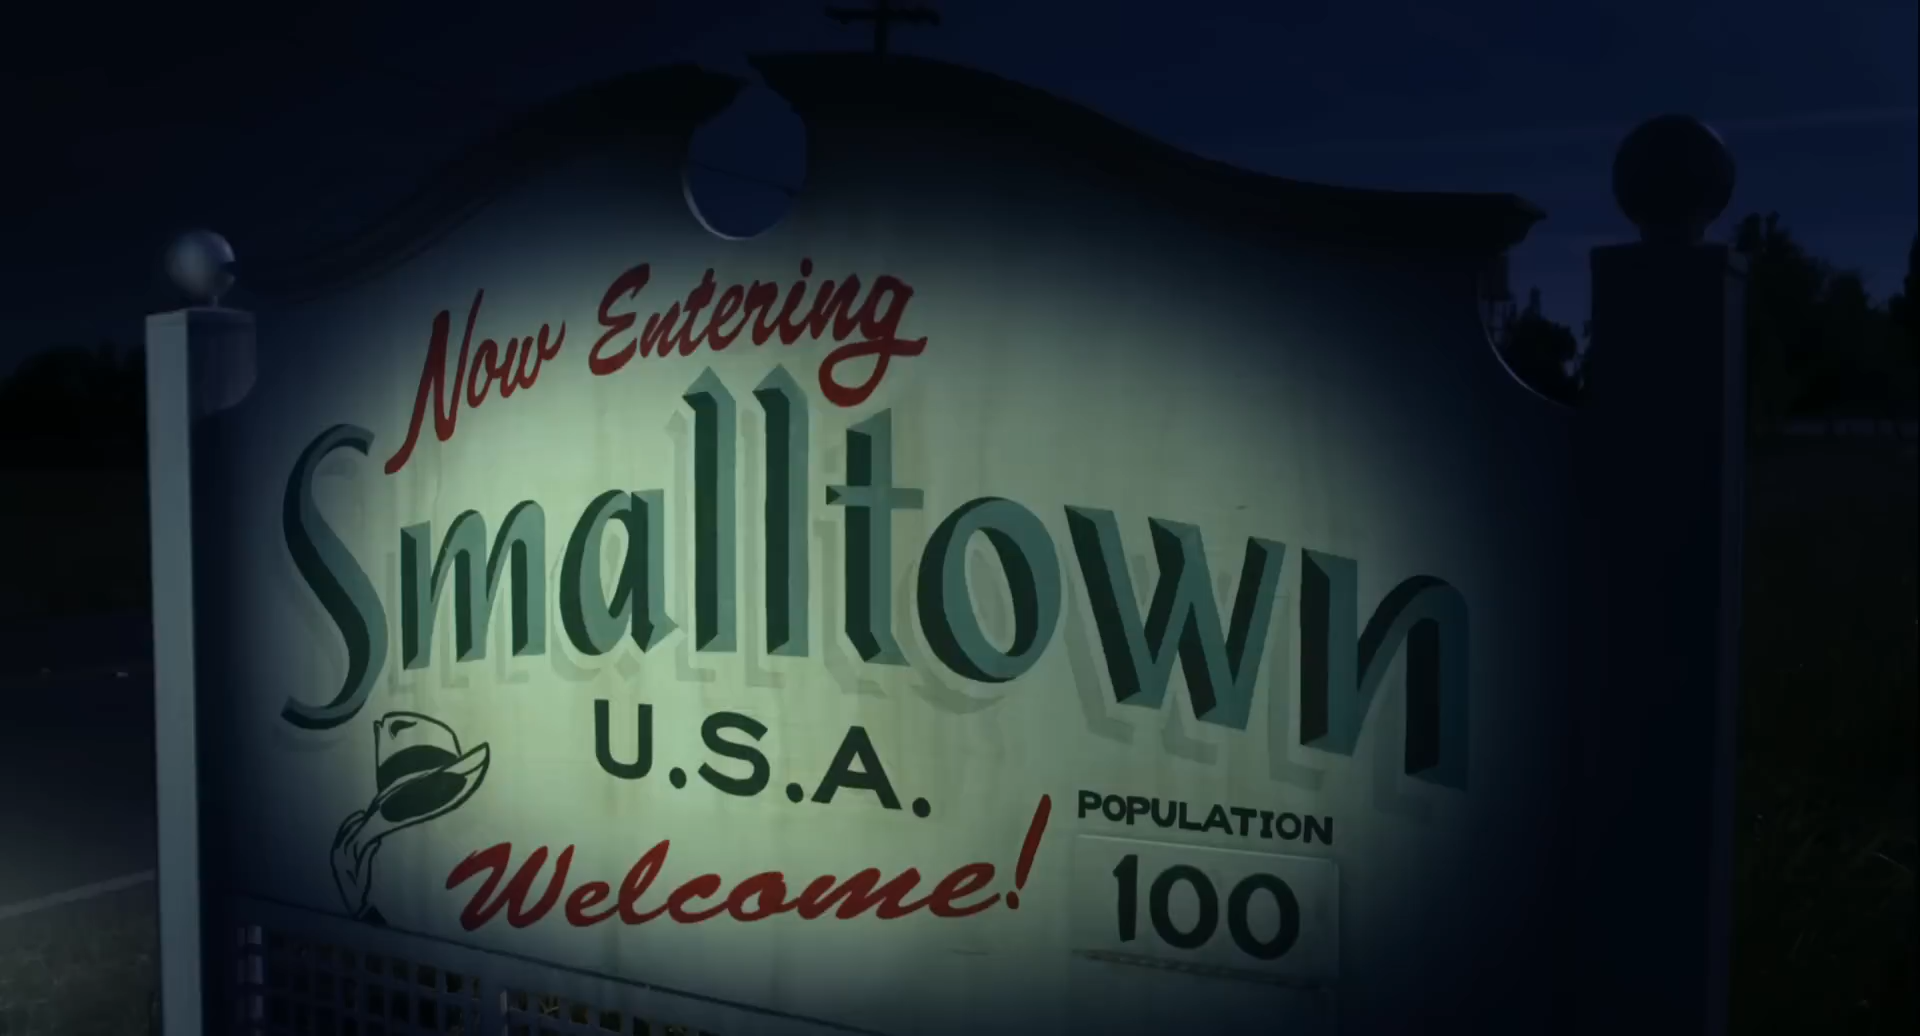 Now Entering
Smalltown
U.S.A.
Welcome!
POPULATION
100